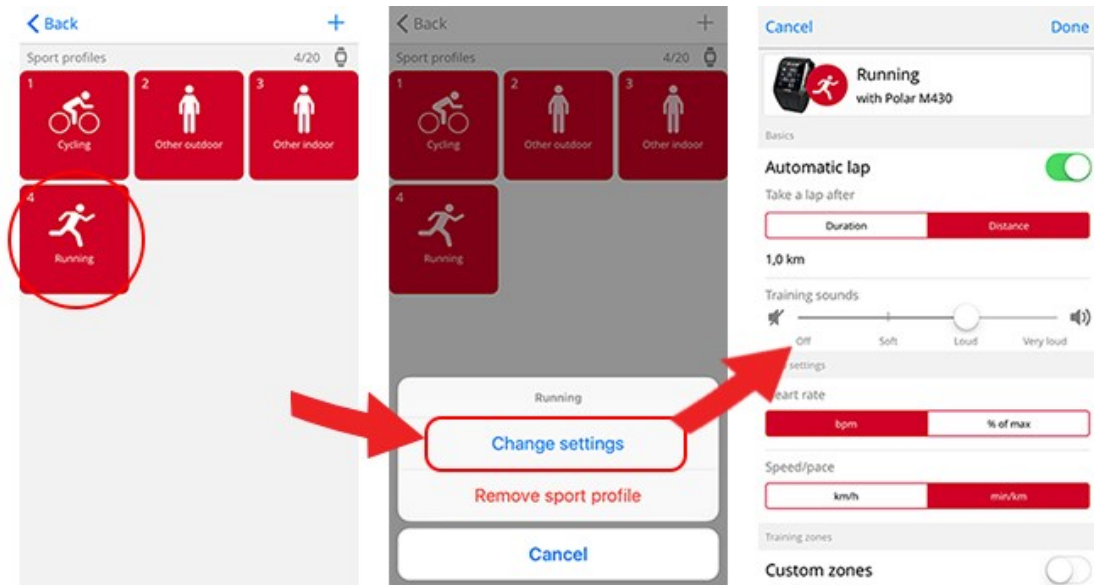 Back +
Sport profiles 4/20
1 2 3
Cycling Other outdoor Other indoor
4
Running
Back +
Sport profiles 4/20
1 2 3
Cycling Other outdoor Other indoor
4
Running
Running
Change settings
Remove sport profile
Cancel
Cancel Done
Running
with Polar M430
Basics
Automatic lap
Take a lap after
Duration Distance
1,0 km
Training sounds
Off Soft Loud Very loud
settings
eart rate
bpm % of max
Speed/pace
km/h min/km
Training zones
Custom zones